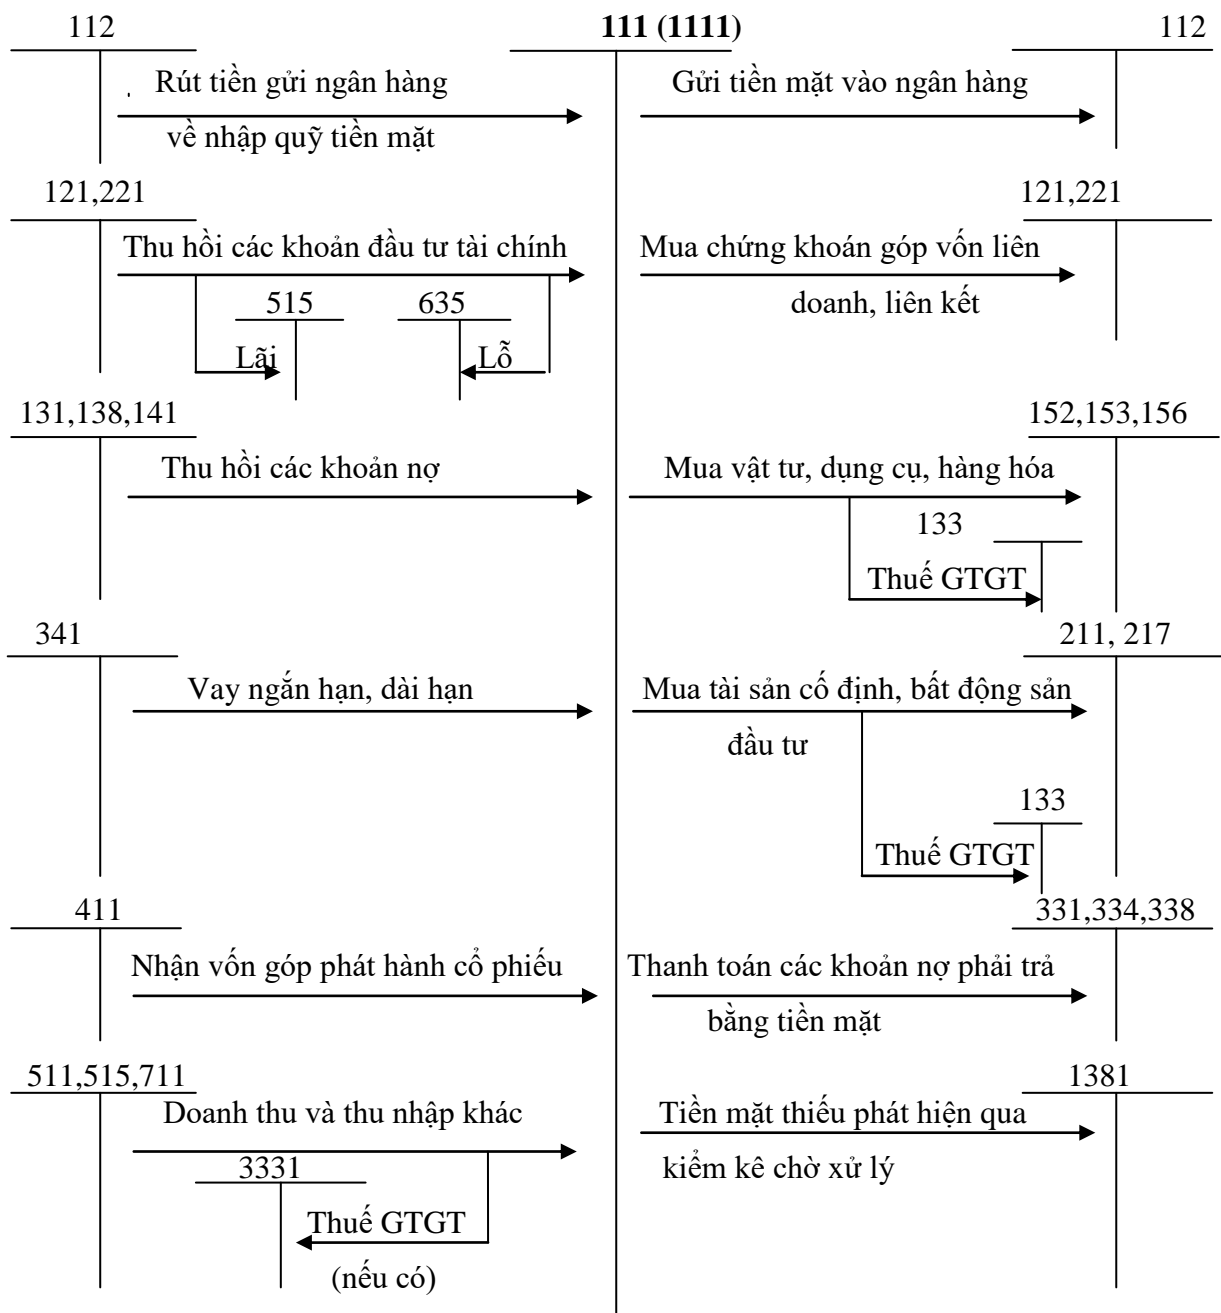 112
111 (1111)
112
Rút tiền gửi ngân hàng
về nhập quỹ tiền mặt
Gửi tiền mặt vào ngân hàng
121,221
121,221
Thu hồi các khoản đầu tư tài chính
Mua chứng khoán góp vốn liên
doanh, liên kết
515
635
Lãi
Lỗ
131,138,141
152,153,156
Thu hồi các khoản nợ
Mua vật tư, dụng cụ, hàng hóa
133
Thuế GTGT
341
211, 217
Vay ngắn hạn, dài hạn
Mua tài sản cố định, bất động sản
đầu tư
133
Thuế GTGT
411
331,334,338
Nhận vốn góp phát hành cổ phiếu
Thanh toán các khoản nợ phải trả
bằng tiền mặt
511,515,711
1381
Doanh thu và thu nhập khác
Tiền mặt thiếu phát hiện qua
kiểm kê chờ xử lý
3331
Thuế GTGT
(nếu có)